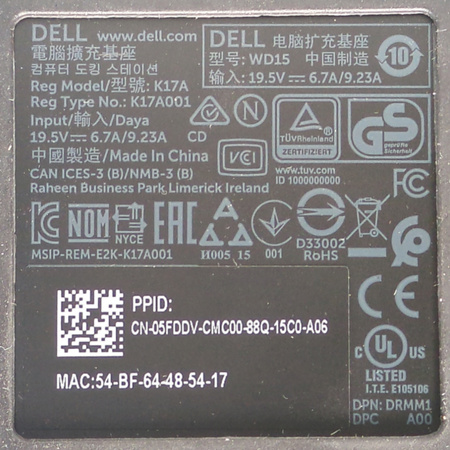 DELL www.dell.com
電腦擴充基座
컴퓨터 도킹 스테이션
Reg Model/型號: K17A
Reg Type No.: K17A001
Input/輸入/Daya
19.5V⎓6.7A/9.23A
中國製造/Made In China
CAN ICES-3 (B)/NMB-3 (B)
Raheen Business Park, Limerick Ireland
DELL 电脑扩充基座
型号: WD15 中国制造
输入: 19.5V⎓6.7A/9.23A
10
CD
N
VCI
TÜVRheinland
ZERTIFIZIERT
www.tuv.com
ID 1000000000
GS
geprüfte
Sicherheit
FC
NOM
NYCE
EAC
MSIP-REM-E2K-K17A001
И005 15
001
D33002
RoHS
CE
PPID:
CN-05FDDV-CMC00-88Q-15C0-A06
MAC:54-BF-64-48-54-17
c UL US
LISTED
I.T.E. E105106
DPN: DRMM1
DPC A00